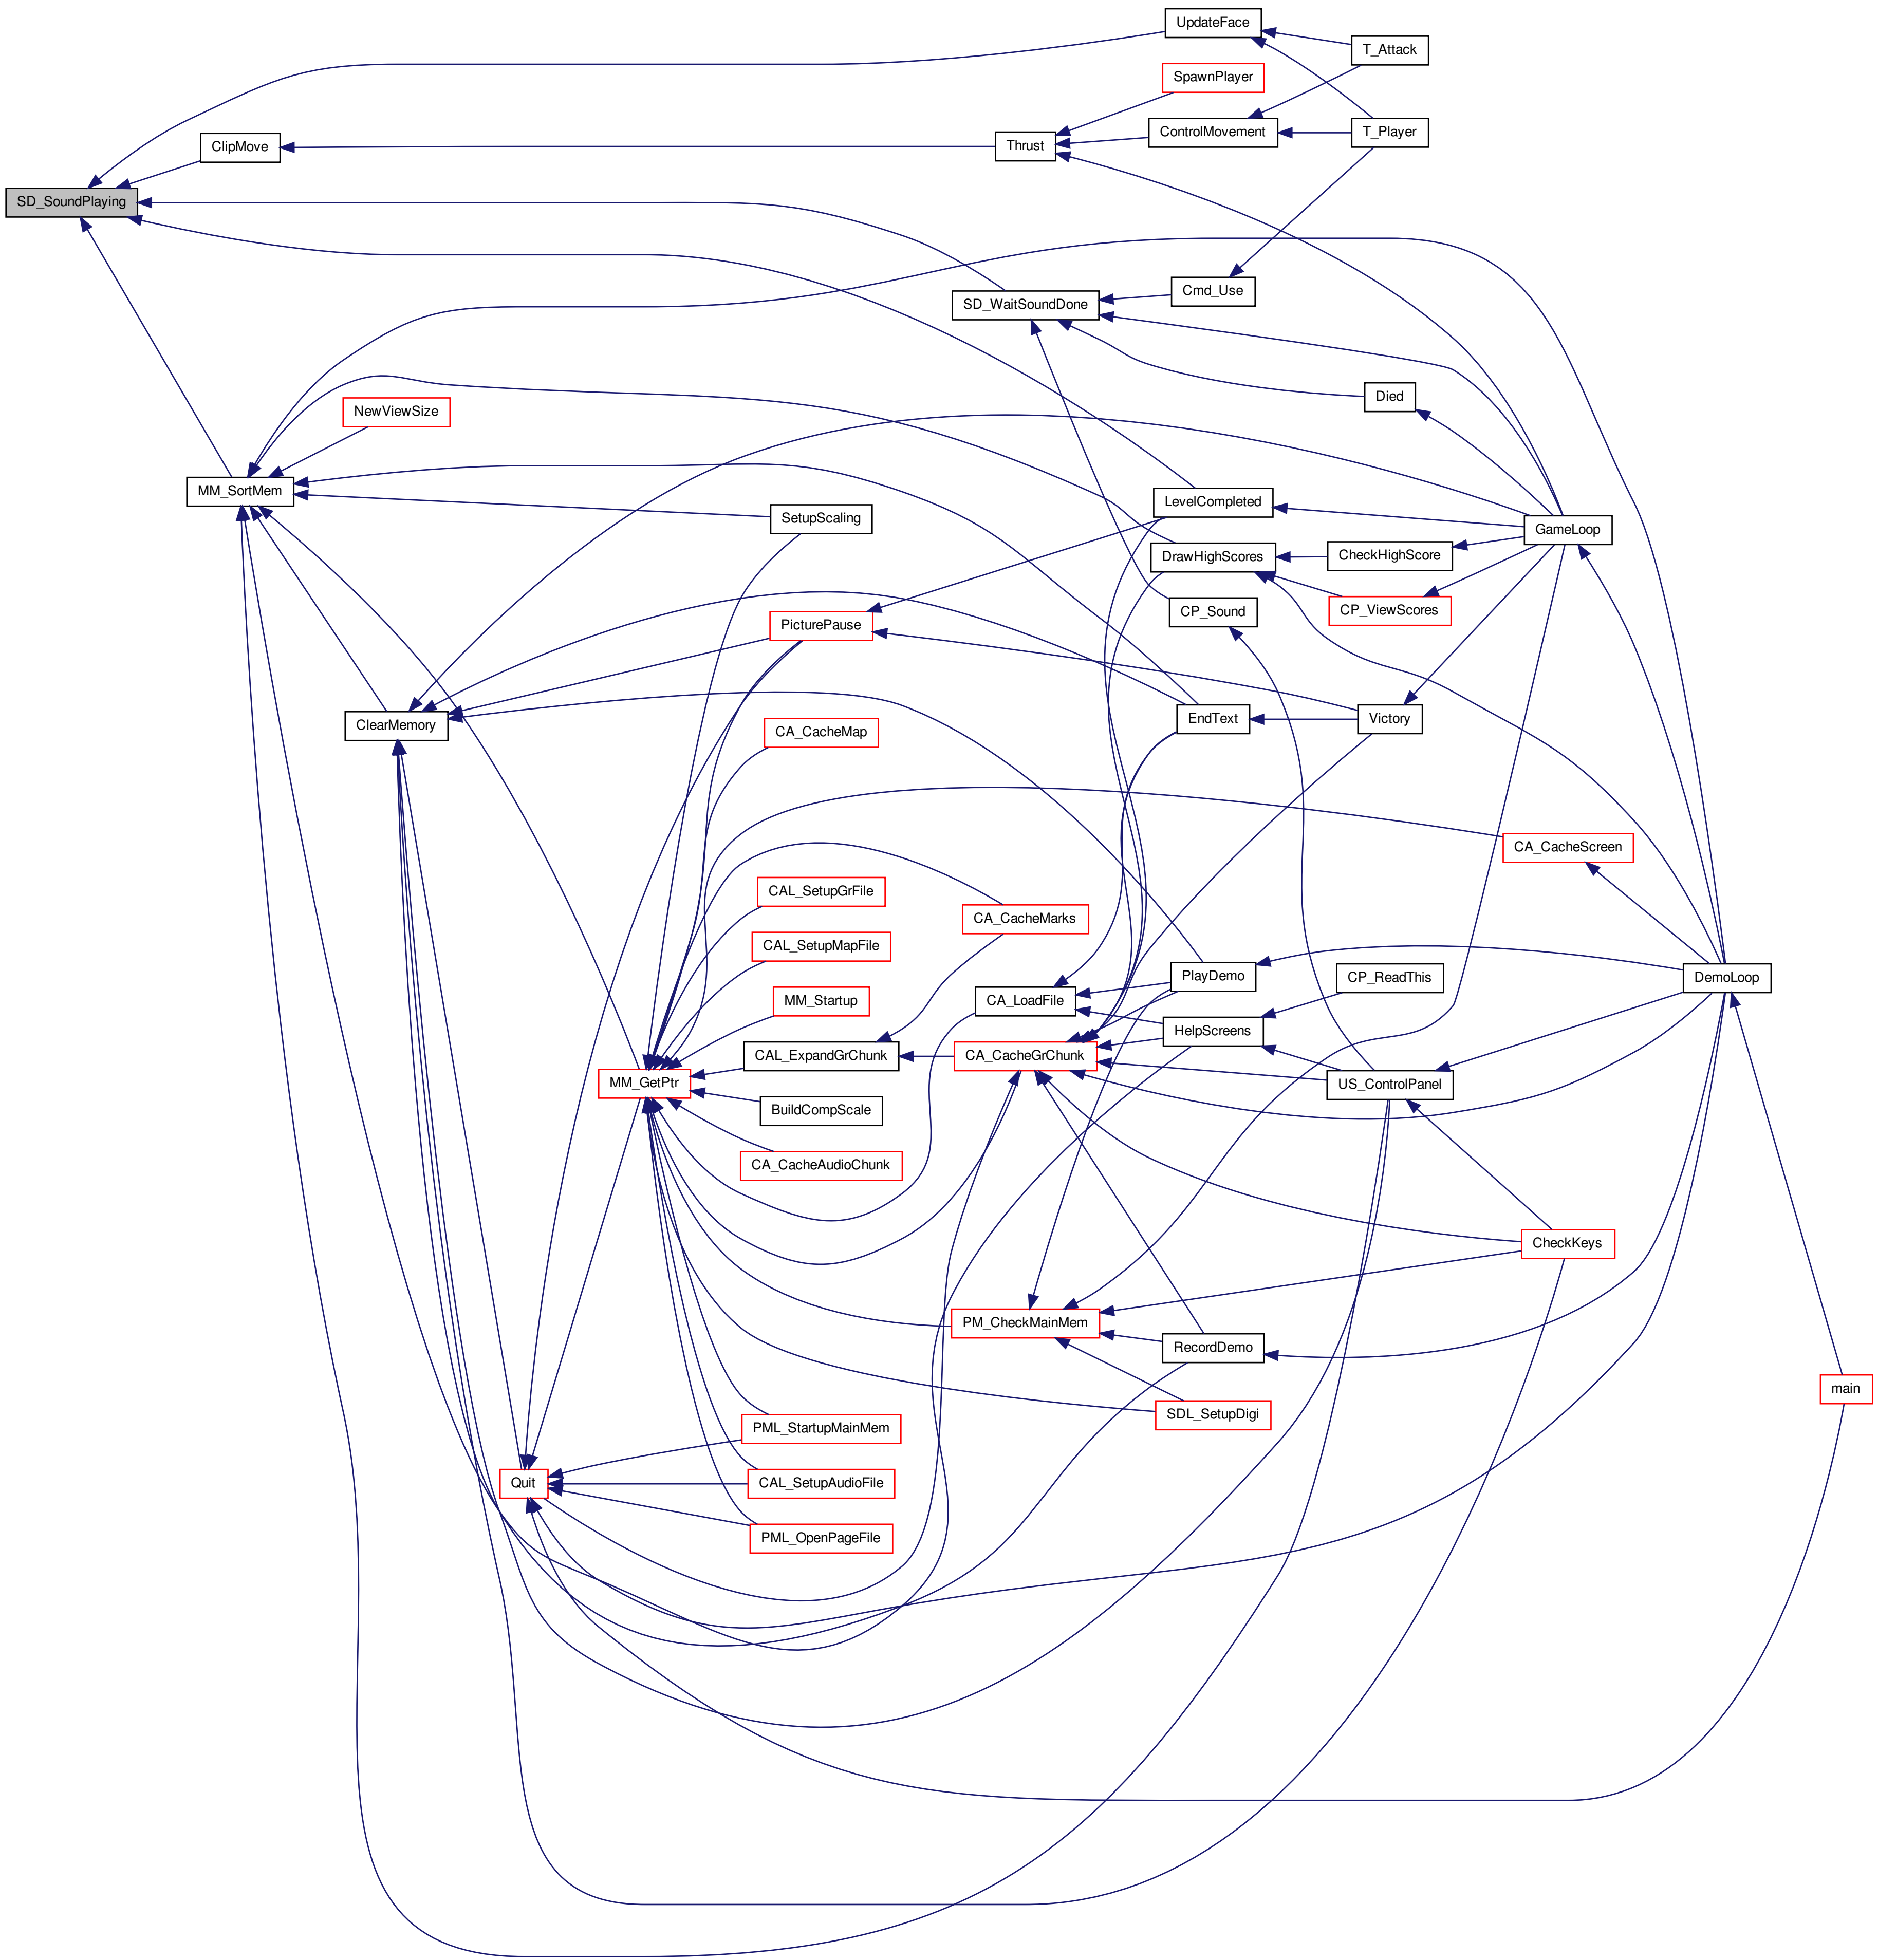 UpdateFace
T_Attack
SpawnPlayer
ControlMovement
T_Player
ClipMove
Thrust
SD_SoundPlaying
Cmd_Use
SD_WaitSoundDone
Died
NewViewSize
MM_SortMem
LevelCompleted
SetupScaling
GameLoop
DrawHighScores
CheckHighScore
CP_Sound
CP_ViewScores
PicturePause
ClearMemory
EndText
Victory
CA_CacheMap
CA_CacheScreen
CAL_SetupGrFile
CA_CacheMarks
CAL_SetupMapFile
PlayDemo
CP_ReadThis
DemoLoop
MM_Startup
CA_LoadFile
HelpScreens
CAL_ExpandGrChunk
CA_CacheGrChunk
MM_GetPtr
US_ControlPanel
BuildCompScale
CA_CacheAudioChunk
CheckKeys
PM_CheckMainMem
RecordDemo
main
SDL_SetupDigi
PML_StartupMainMem
Quit
CAL_SetupAudioFile
PML_OpenPageFile